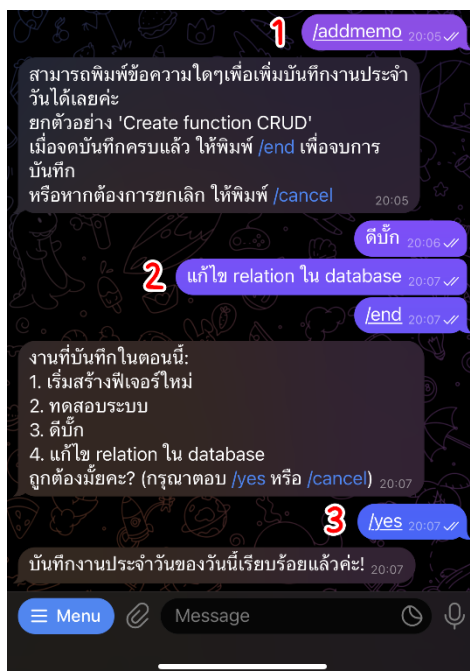 1
/addmemo 20:05
สามารถพิมพ์ข้อความใดๆเพื่อเพิ่มบันทึกงานประจำ
วันได้เลยค่ะ
ยกตัวอย่าง 'Create function CRUD'
เมื่อจดบันทึกครบแล้ว ให้พิมพ์ /end เพื่อจบการ
บันทึก
หรือหากต้องการยกเลิก ให้พิมพ์ /cancel 20:05
ดีบั๊ก 20:06
2
แก้ไข relation ใน database 20:07
/end 20:07
งานที่บันทึกในตอนนี้:
1. เริ่มสร้างฟีเจอร์ใหม่
2. ทดสอบระบบ
3. ดีบั๊ก
4. แก้ไข relation ใน database
ถูกต้องมั้ยคะ? (กรุณาตอบ /yes หรือ /cancel) 20:07
3
/yes 20:07
บันทึกงานประจำวันของวันนี้เรียบร้อยแล้วค่ะ! 20:07
Menu
Message